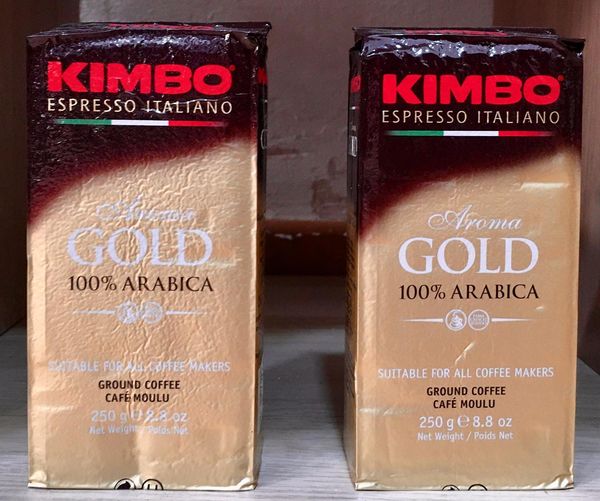 KIMBO
ESPRESSO ITALIANO
Aroma
GOLD
100% ARABICA
SUITABLE FOR ALL COFFEE MAKERS
GROUND COFFEE
CAFÉ MOULU
250 g e 8.8 oz
Net Weight / Poids Net
KIMBO
ESPRESSO ITALIANO
Aroma
GOLD
100% ARABICA
SUITABLE FOR ALL COFFEE MAKERS
GROUND COFFEE
CAFÉ MOULU
250 g e 8.8 oz
Net Weight / Poids Net